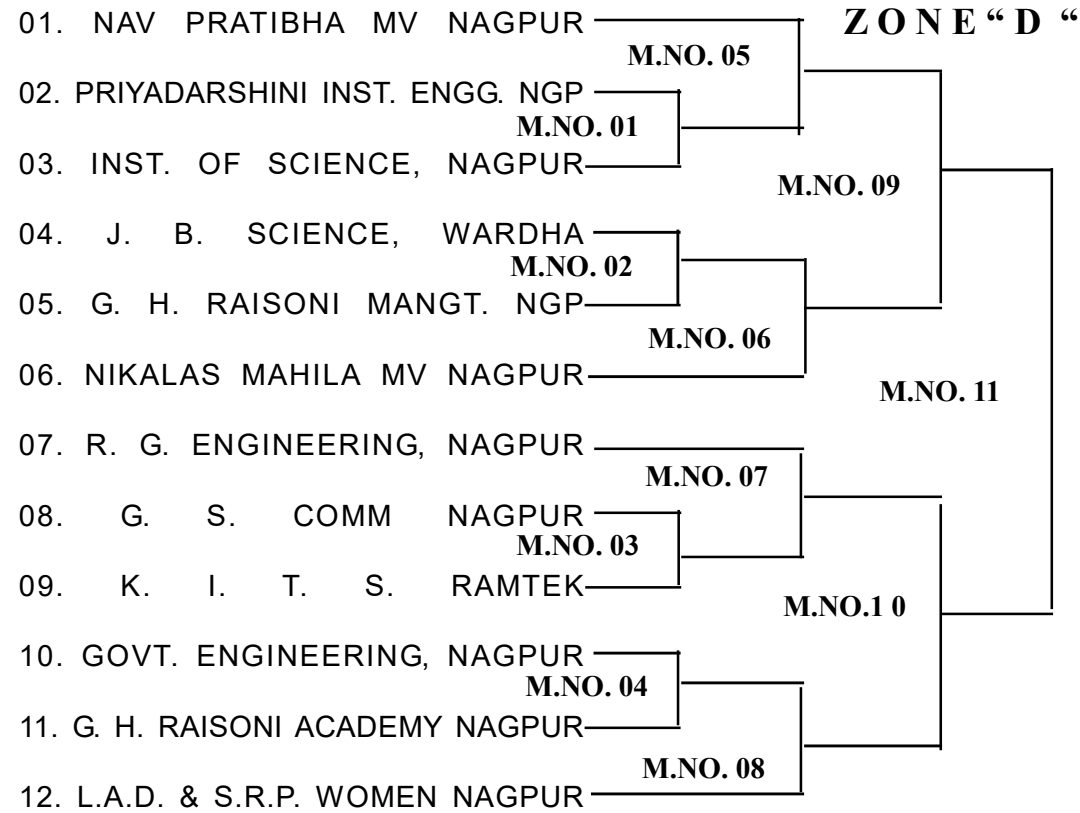 01. NAV PRATIBHA MV NAGPUR
ZONE“D “
M.NO. 05
02. PRIYADARSHINI INST. ENGG. NGP
M.NO. 01
03. INST. OF SCIENCE, NAGPUR
M.NO. 09
04. J. B. SCIENCE, WARDHA
M.NO. 02
05. G. H. RAISONI MANGT. NGP
M.NO. 06
06. NIKALAS MAHILA MV NAGPUR
M.NO. 11
07. R. G. ENGINEERING, NAGPUR
M.NO. 07
08. G. S. COMM NAGPUR
M.NO. 03
09. K. I. T. S. RAMTEK
M.NO.1 0
10. GOVT. ENGINEERING, NAGPUR
M.NO. 04
11. G. H. RAISONI ACADEMY NAGPUR
M.NO. 08
12. L.A.D. & S.R.P. WOMEN NAGPUR